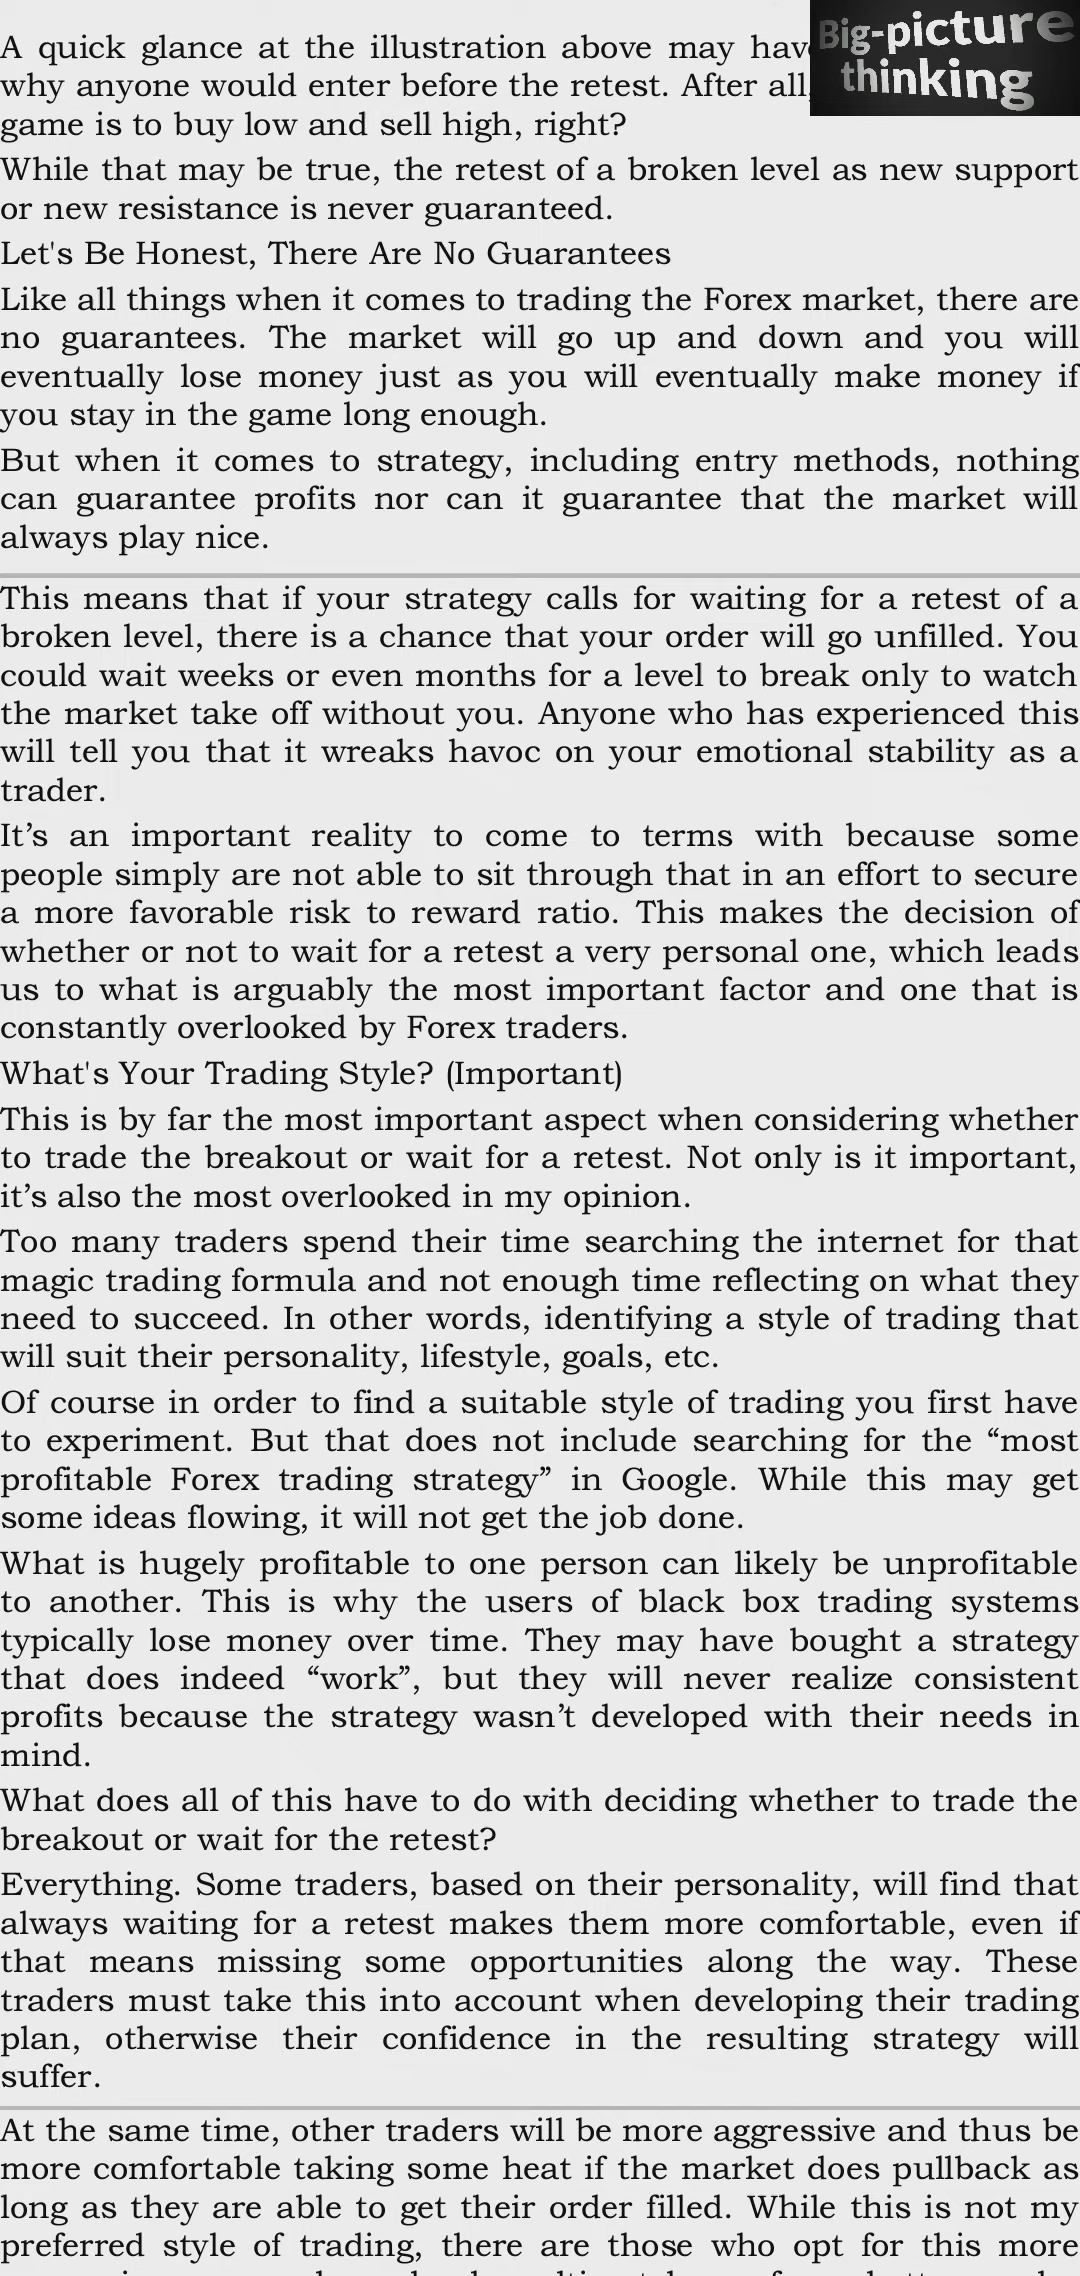 Big-picture
thinking
A quick glance at the illustration above may
why anyone would enter before the retest. After all,
game is to buy low and sell high, right?
While that may be true, the retest of a broken level as new support
or new resistance is never guaranteed.
Let's Be Honest, There Are No Guarantees
Like all things when it comes to trading the Forex market, there are
no guarantees. The market will go up and down and you will
eventually lose money just as you will eventually make money if
you stay in the game long enough.
But when it comes to strategy, including entry methods, nothing
can guarantee profits nor can it guarantee that the market will
always play nice.
This means that if your strategy calls for waiting for a retest of a
broken level, there is a chance that your order will go unfilled. You
could wait weeks or even months for a level to break only to watch
the market take off without you. Anyone who has experienced this
will tell you that it wreaks havoc on your emotional stability as a
trader.
It’s an important reality to come to terms with because some
people simply are not able to sit through that in an effort to secure
a more favorable risk to reward ratio. This makes the decision of
whether or not to wait for a retest a very personal one, which leads
us to what is arguably the most important factor and one that is
constantly overlooked by Forex traders.
What's Your Trading Style? (Important)
This is by far the most important aspect when considering whether
to trade the breakout or wait for a retest. Not only is it important,
it’s also the most overlooked in my opinion.
Too many traders spend their time searching the internet for that
magic trading formula and not enough time reflecting on what they
need to succeed. In other words, identifying a style of trading that
will suit their personality, lifestyle, goals, etc.
Of course in order to find a suitable style of trading you first have
to experiment. But that does not include searching for the “most
profitable Forex trading strategy” in Google. While this may get
some ideas flowing, it will not get the job done.
What is hugely profitable to one person can likely be unprofitable
to another. This is why the users of black box trading systems
typically lose money over time. They may have bought a strategy
that does indeed “work”, but they will never realize consistent
profits because the strategy wasn’t developed with their needs in
mind.
What does all of this have to do with deciding whether to trade the
breakout or wait for the retest?
Everything. Some traders, based on their personality, will find that
always waiting for a retest makes them more comfortable, even if
that means missing some opportunities along the way. These
traders must take this into account when developing their trading
plan, otherwise their confidence in the resulting strategy will
suffer.
At the same time, other traders will be more aggressive and thus be
more comfortable taking some heat if the market does pullback as
long as they are able to get their order filled. While this is not my
preferred style of trading, there are those who opt for this more